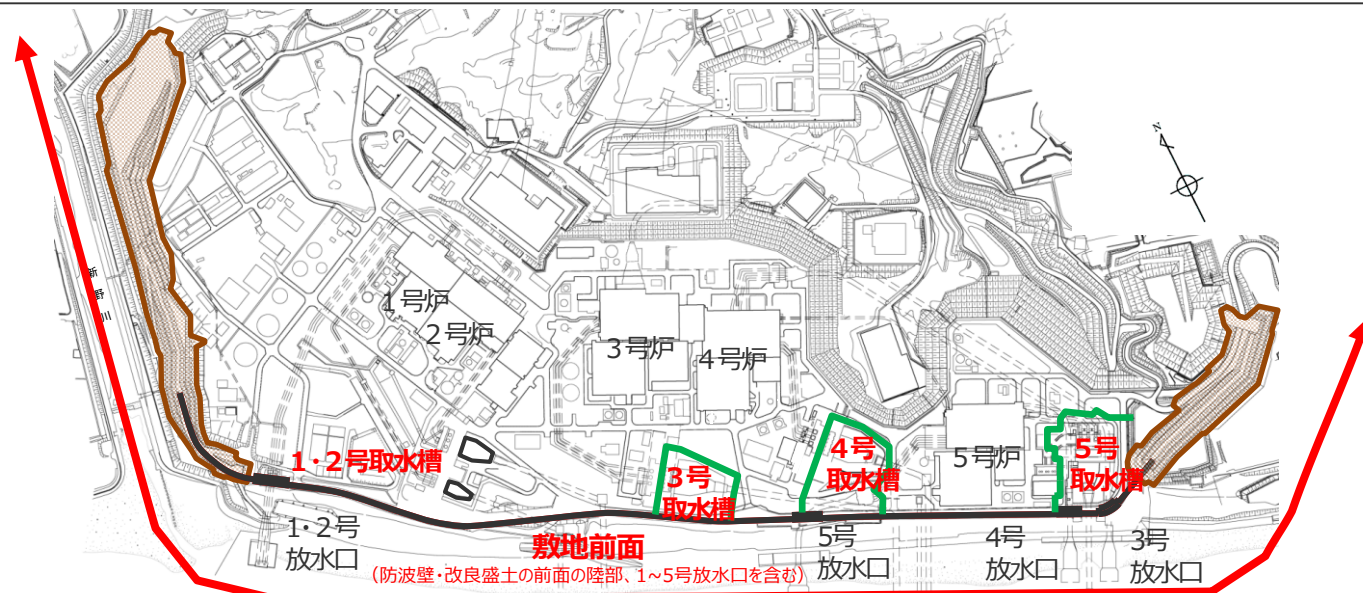 N
新野川
1号炉
2号炉
3号炉
4号炉
5号炉
1・2号取水槽
3号
取水槽
4号
取水槽
5号
取水槽
1・2号
放水口
敷地前面
(防波壁・改良盛土の前面の陸部、1~5号放水口を含む)
5号
放水口
4号
放水口
3号
放水口